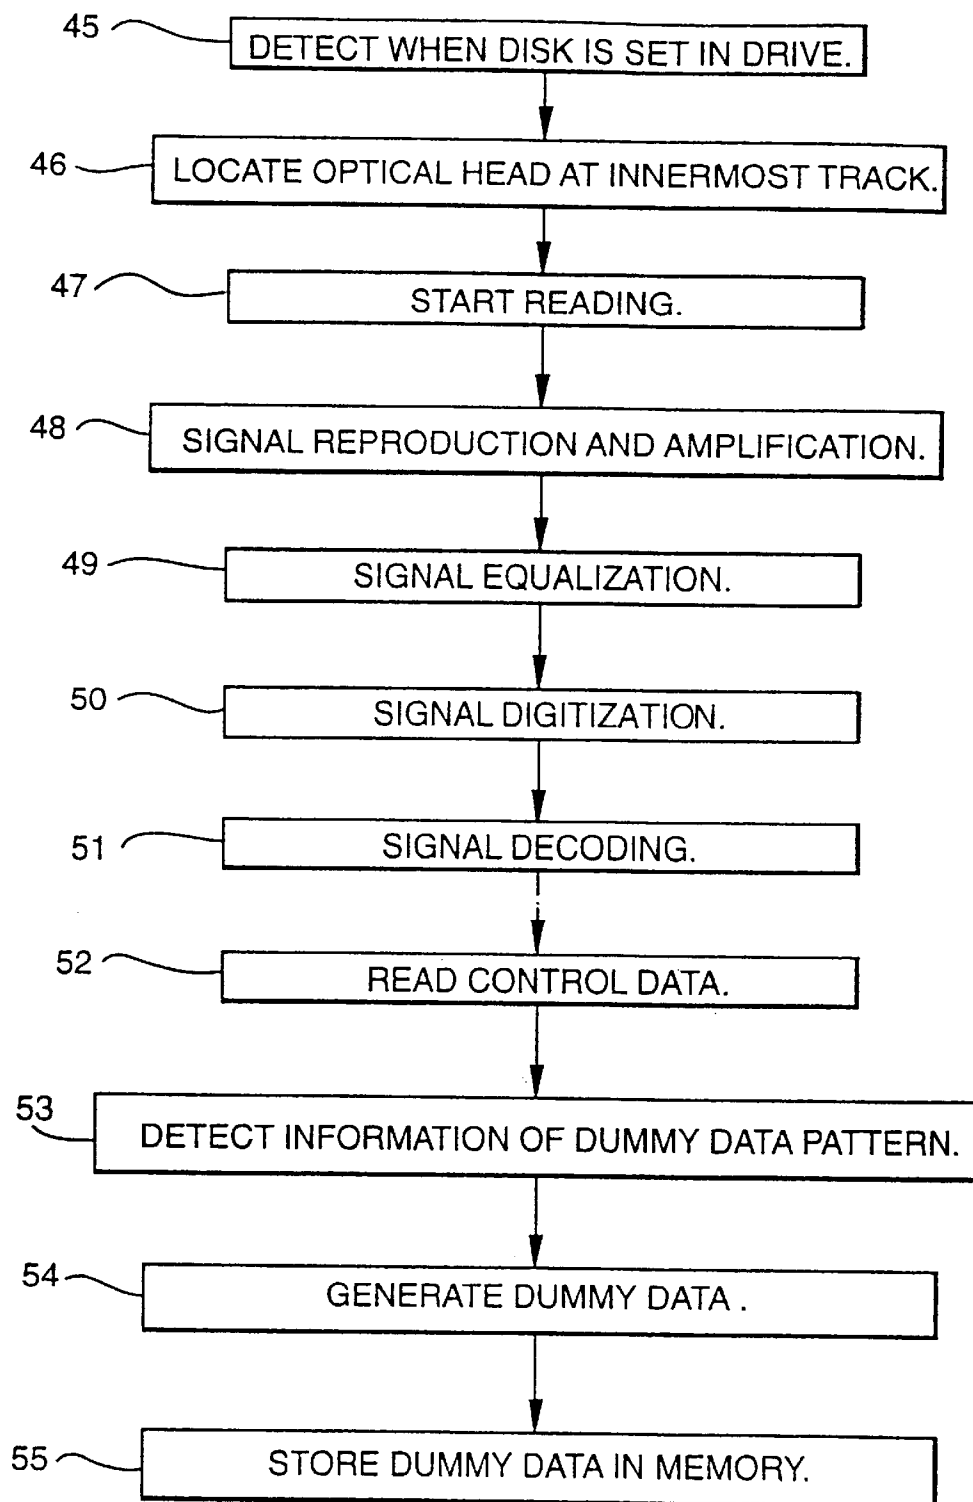 45 DETECT WHEN DISK IS SET IN DRIVE.
46 LOCATE OPTICAL HEAD AT INNERMOST TRACK.
47 START READING.
48 SIGNAL REPRODUCTION AND AMPLIFICATION.
49 SIGNAL EQUALIZATION.
50 SIGNAL DIGITIZATION.
51 SIGNAL DECODING.
52 READ CONTROL DATA.
53 DETECT INFORMATION OF DUMMY DATA PATTERN.
54 GENERATE DUMMY DATA .
55 STORE DUMMY DATA IN MEMORY.